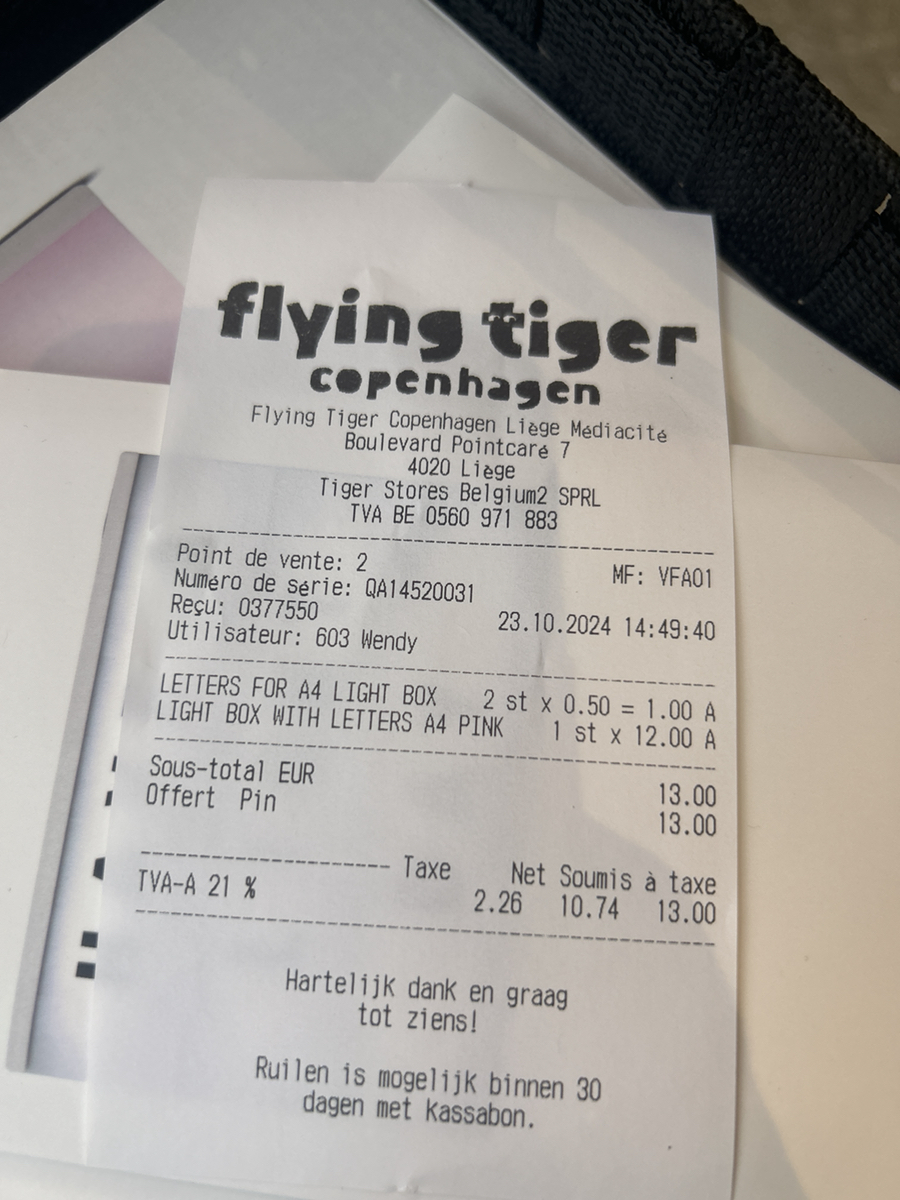 flying tiger
copenhagen
Flying Tiger Copenhagen Liège Médiacité
Boulevard Pointcaré 7
4020 Liège
Tiger Stores Belgium2 SPRL
TVA BE 0560 971 883
Point de vente: 2 MF: VFA01
Numéro de série: QA14520031
Reçu: 0377550 23.10.2024 14:49:40
Utilisateur: 603 Wendy
LETTERS FOR A4 LIGHT BOX 2 st x 0.50 = 1.00 A
LIGHT BOX WITH LETTERS A4 PINK 1 st x 12.00 A
Sous-total EUR 13.00
Offert Pin 13.00
Taxe Net Soumis à taxe
TVA-A 21 % 2.26 10.74 13.00
Hartelijk dank en graag
tot ziens!
Ruilen is mogelijk binnen 30
dagen met kassabon.